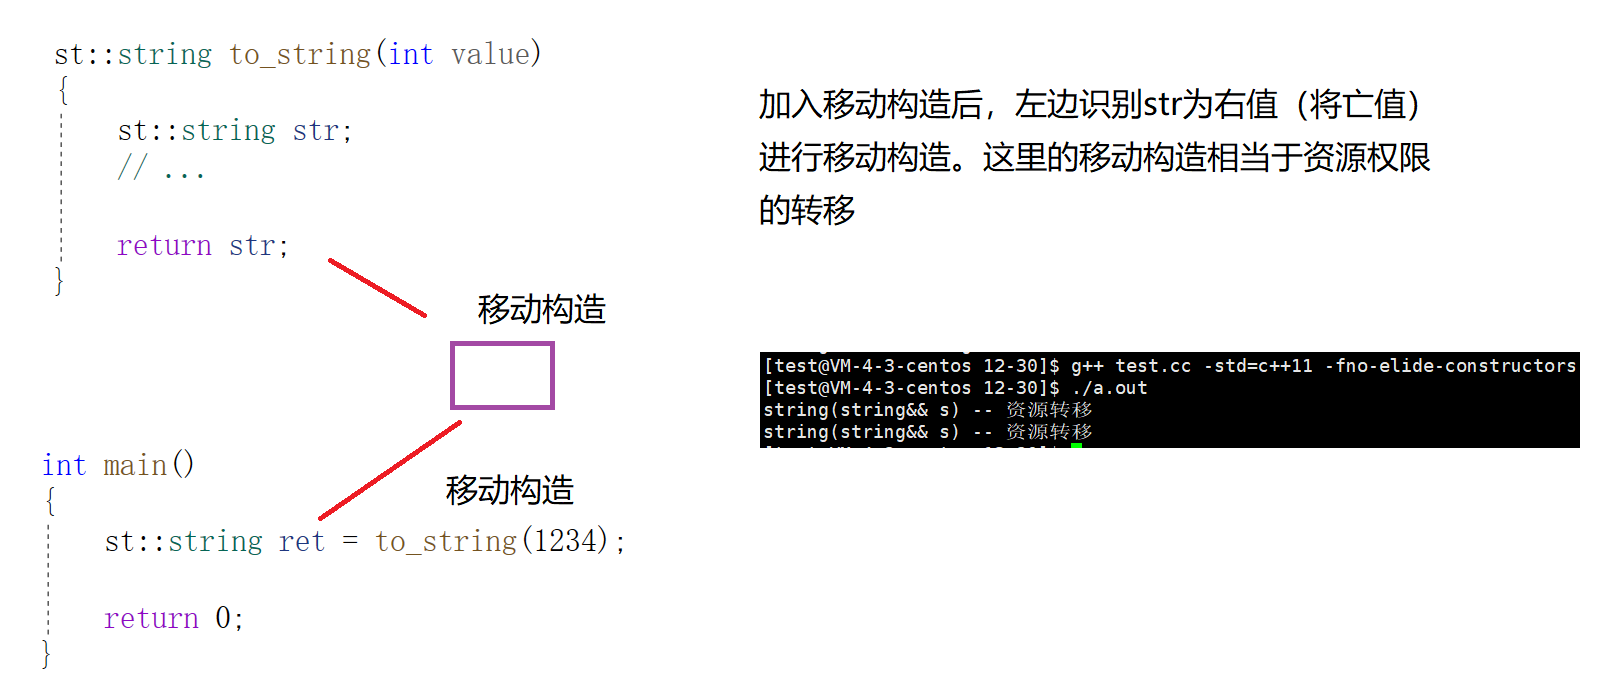 st::string to_string(int value)
{
st::string str;
// ...
return str;
}
移动构造
移动构造
int main()
{
st::string ret = to_string(1234);
return 0;
}
加入移动构造后，左边识别str为右值（将亡值）
进行移动构造。这里的移动构造相当于资源权限
的转移
[test@VM-4-3-centos 12-30]$ g++ test.cc -std=c++11 -fno-elide-constructors
[test@VM-4-3-centos 12-30]$ ./a.out
string(string&& s) -- 资源转移
string(string&& s) -- 资源转移